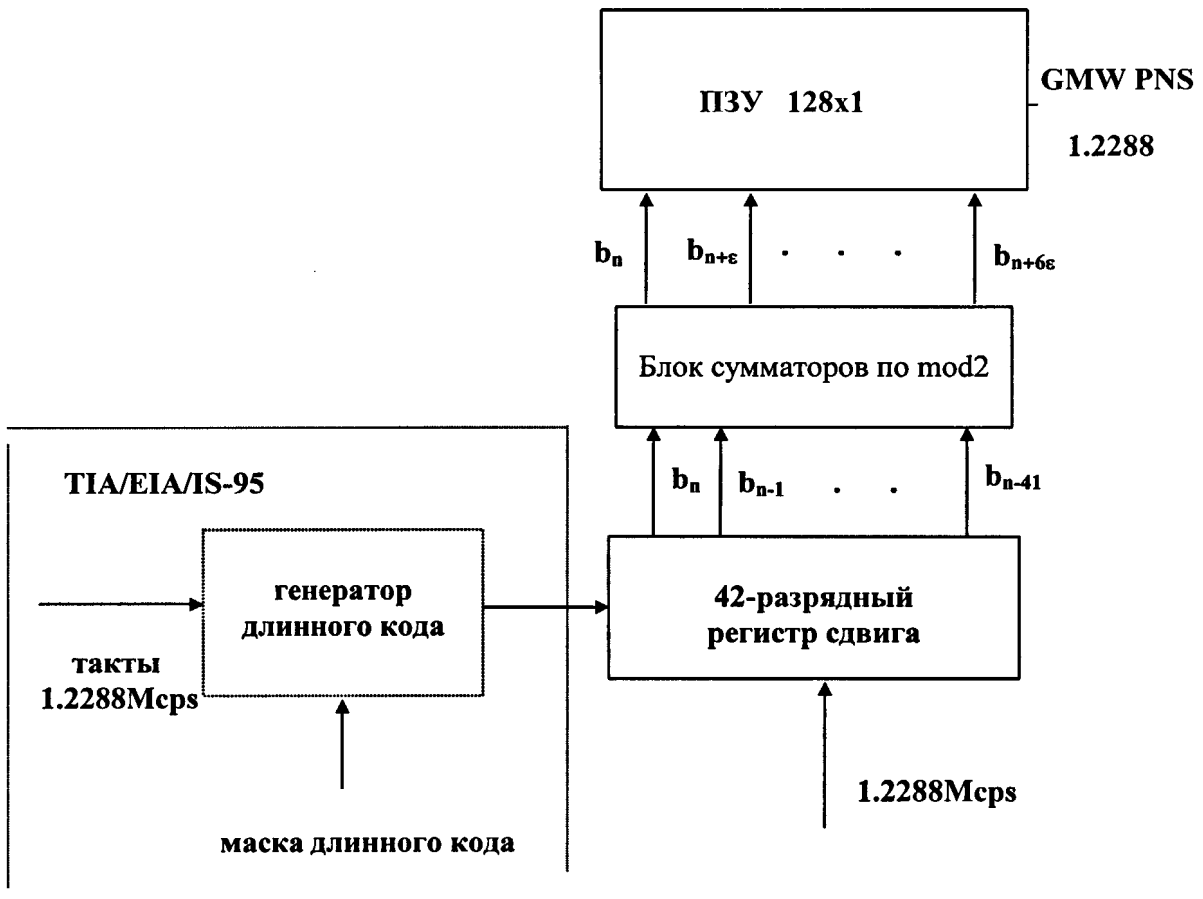 ПЗУ 128x1
GMW PNS
1.2288
bn
bn+ε
. . .
bn+6ε
Блок сумматоров по mod2
TIA/EIA/IS-95
bn
bn-1
. .
bn-41
генератор
длинного кода
42-разрядный
регистр сдвига
такты
1.2288Mcps
1.2288Mcps
маска длинного кода